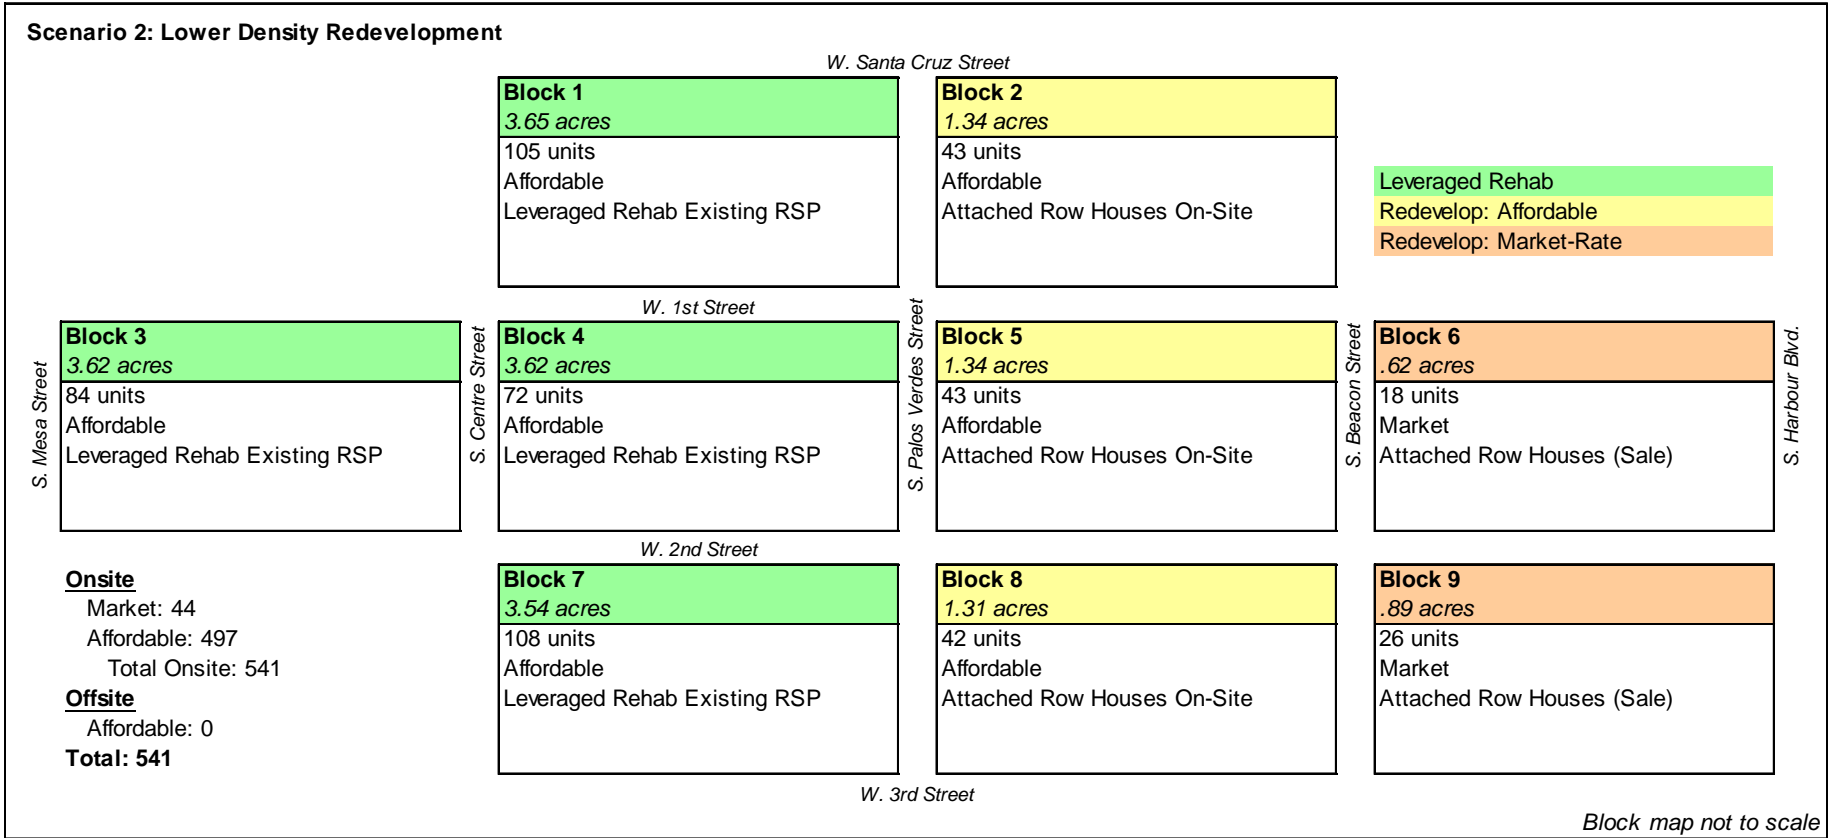 Scenario 2: Lower Density Redevelopment
W. Santa Cruz Street
Block 1
3.65 acres
105 units
Affordable
Leveraged Rehab Existing RSP
Block 2
1.34 acres
43 units
Affordable
Attached Row Houses On-Site
Leveraged Rehab
Redevelop: Affordable
Redevelop: Market-Rate
W. 1st Street
S. Mesa Street
Block 3
3.62 acres
84 units
Affordable
Leveraged Rehab Existing RSP
S. Centre Street
Block 4
3.62 acres
72 units
Affordable
Leveraged Rehab Existing RSP
S. Palos Verdes Street
Block 5
1.34 acres
43 units
Affordable
Attached Row Houses On-Site
S. Beacon Street
Block 6
.62 acres
18 units
Market
Attached Row Houses (Sale)
S. Harbour Blvd.
W. 2nd Street
Onsite
Market: 44
Affordable: 497
Total Onsite: 541
Offsite
Affordable: 0
Total: 541
Block 7
3.54 acres
108 units
Affordable
Leveraged Rehab Existing RSP
Block 8
1.31 acres
42 units
Affordable
Attached Row Houses On-Site
Block 9
.89 acres
26 units
Market
Attached Row Houses (Sale)
W. 3rd Street
Block map not to scale